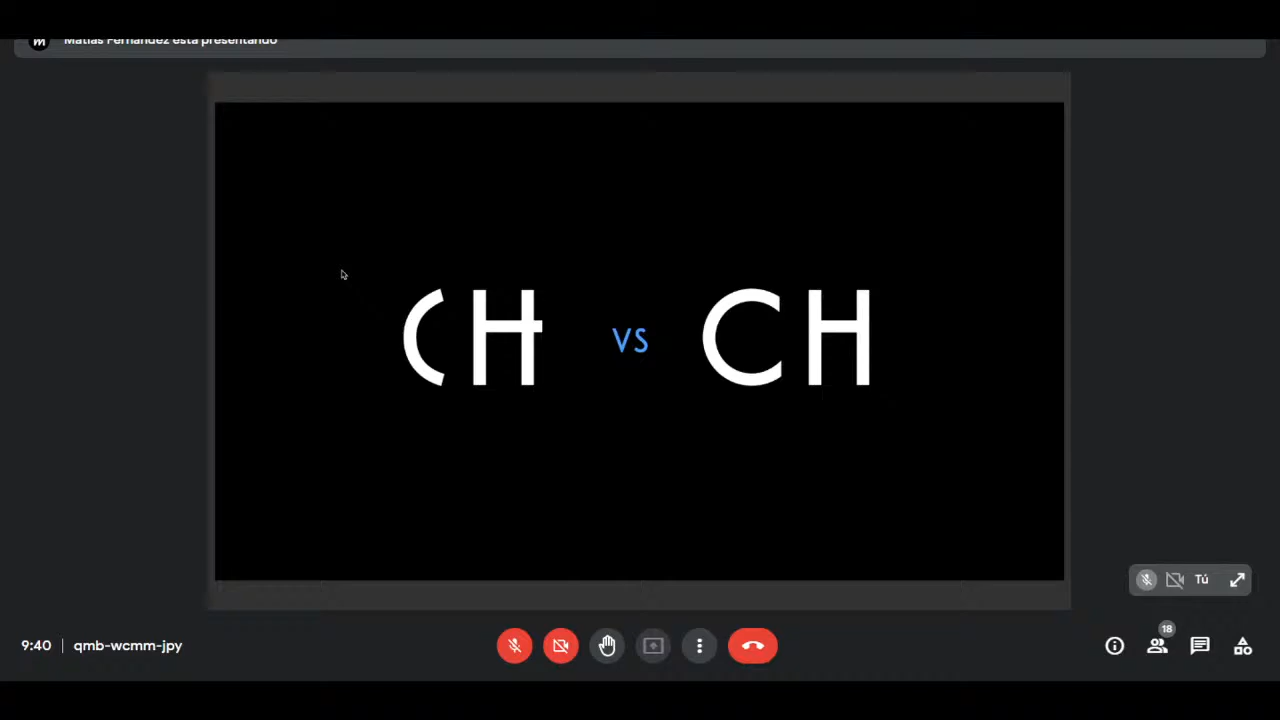 m Matías Fernández está presentando
CH vs CH
Tú
18
9:40 | qmb-wcmm-jpy